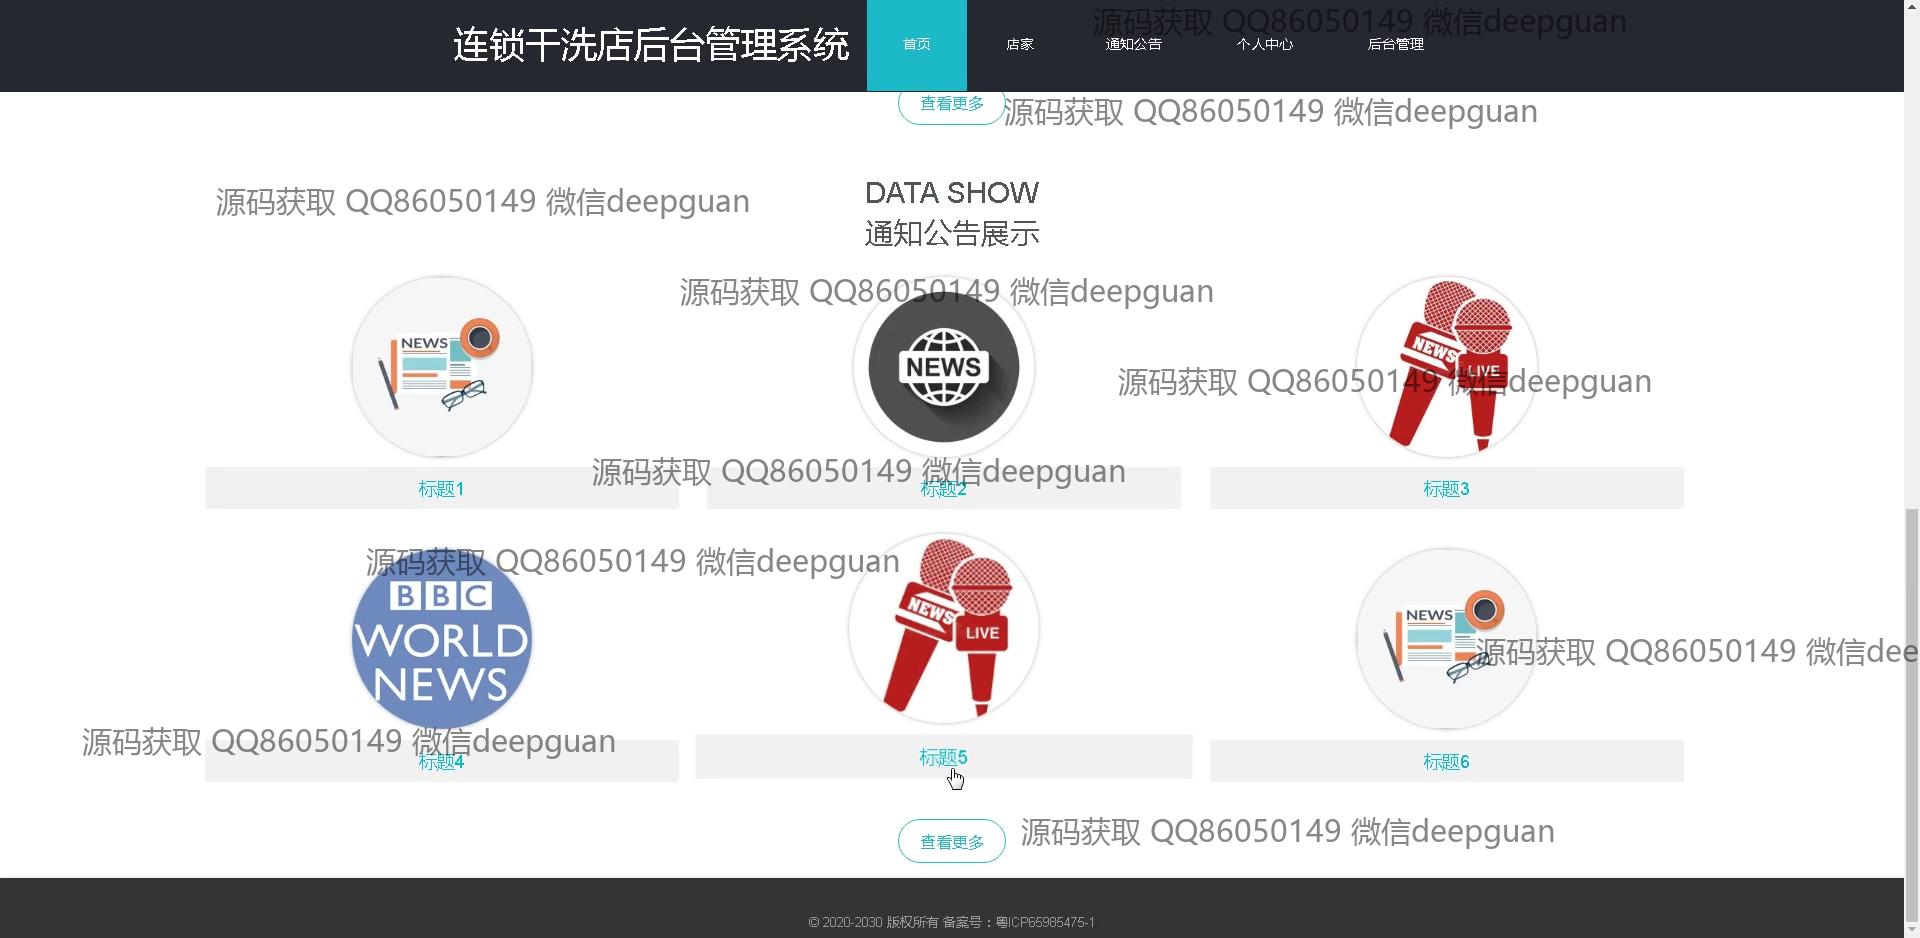 连锁干洗店后台管理系统 首页 店家 通知公告 个人中心 后台管理
源码获取 QQ86050149 微信deepguan
查看更多
源码获取 QQ86050149 微信deepguan
源码获取 QQ86050149 微信deepguan
DATA SHOW
通知公告展示
源码获取 QQ86050149 微信deepguan
NEWS
NEWS
NEWS
LIVE
源码获取 QQ86050149 微信deepguan
源码获取 QQ86050149 微信deepguan
标题1
标题2
标题3
源码获取 QQ86050149 微信deepguan
BBC
WORLD
NEWS
NEWS
LIVE
NEWS
源码获取 QQ86050149 微信dee
源码获取 QQ86050149 微信deepguan
标题4
标题5
标题6
查看更多
源码获取 QQ86050149 微信deepguan
© 2020-2030 版权所有 备案号：粤ICP65985475-1